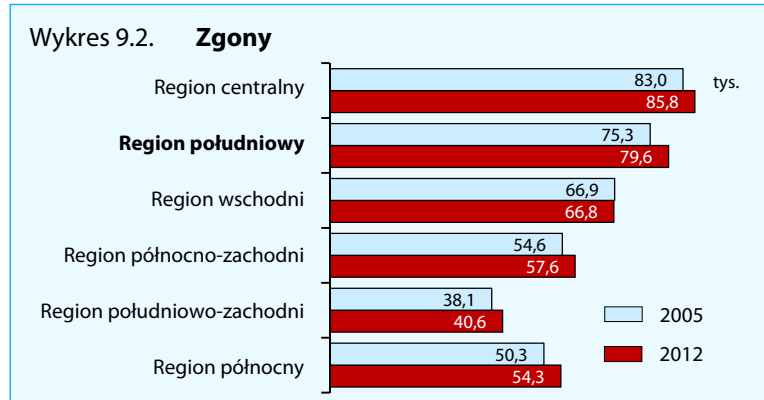 Wykres 9.2. Zgony
tys.
Region centralny
83,0
85,8
Region południowy
75,3
79,6
Region wschodni
66,9
66,8
Region północno-zachodni
54,6
57,6
Region południowo-zachodni
38,1
40,6
Region północny
50,3
54,3
2005
2012